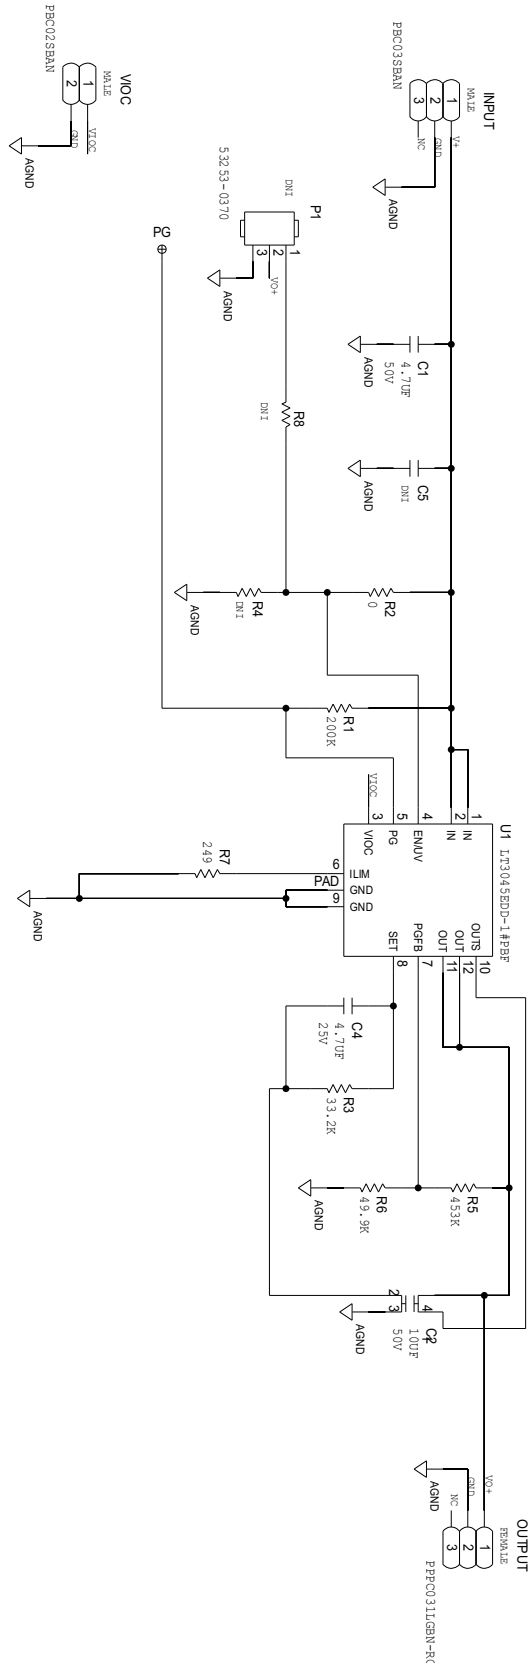 INPUT
MALE
PBC03SBAN
1
2
3
V+
GND
NC
AGND
VIOC
MALE
PBC02SBAN
1
2
VIOC
GND
AGND
P1
DNI
53253-0370
1
2
3
VO+
AGND
PG
C1
4.7UF
50V
AGND
C5
DNI
AGND
R8
DNI
R2
0
R4
DNI
AGND
R1
200K
U1 LT3045EDD-1#PBF
1
2
4
5
3
VIOC
IN
IN
EN/UV
PG
VIOC
6
PAD
9
ILIM
GND
GND
OUTS
OUT
OUT
PGFB
SET
10
12
11
7
8
R7
249
AGND
C4
4.7UF
25V
R3
33.2K
R5
453K
R6
49.9K
AGND
C2
10UF
50V
1
2
3
4
AGND
OUTPUT
FEMALE
1
2
3
VO+
GND
NC
AGND